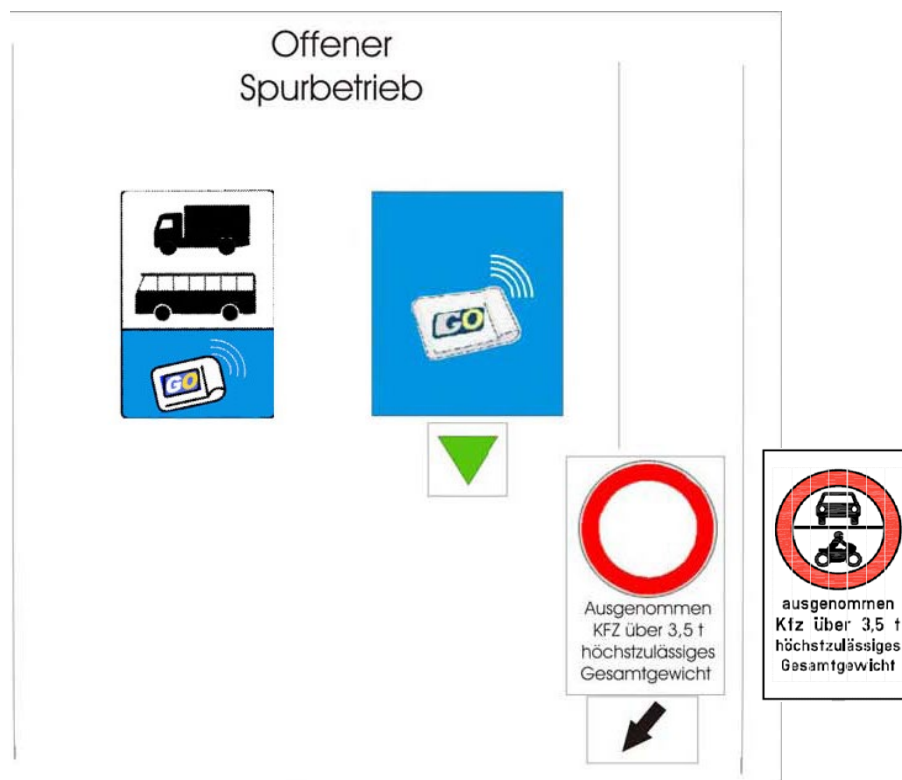 Offener
Spurbetrieb
GO
GO
Ausgenommen
KFZ über 3,5 t
höchstzulässiges
Gesamtgewicht
ausgenommen
Kfz über 3,5 t
höchstzulässiges
Gesamtgewicht